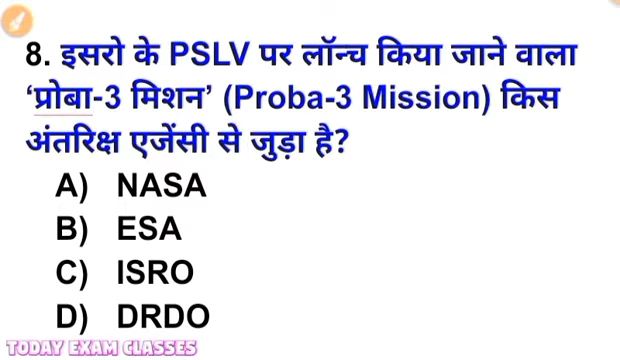 8. इसरो के PSLV पर लॉन्च किया जाने वाला
‘प्रोबा-3 मिशन’ (Proba-3 Mission) किस
अंतरिक्ष एजेंसी से जुड़ा है?
A) NASA
B) ESA
C) ISRO
D) DRDO
TODAY EXAM CLASSES